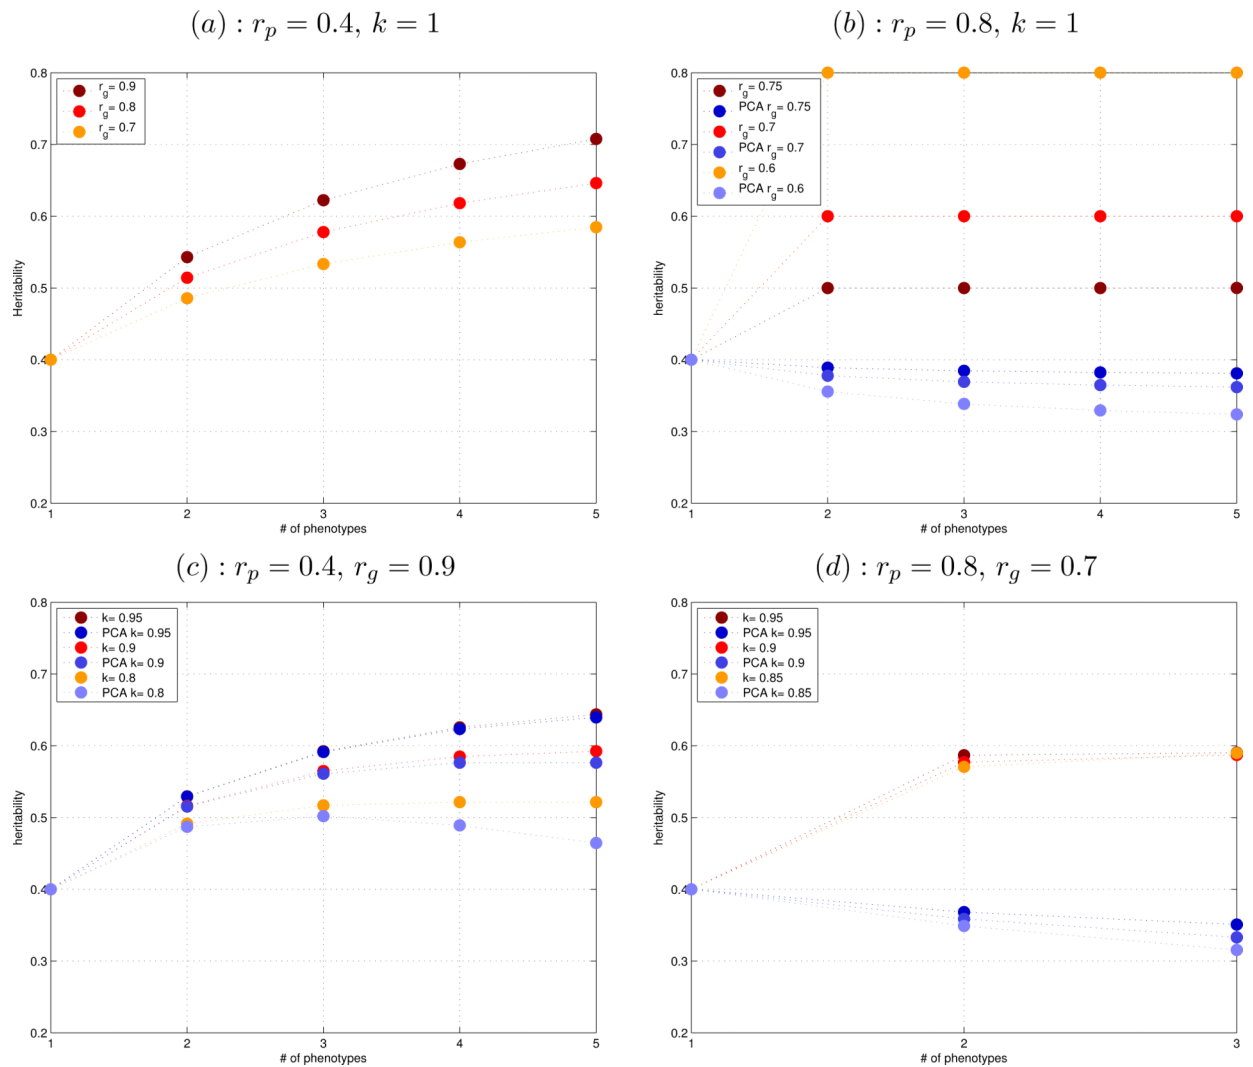 (a) : r_p = 0.4, k = 1
0.8
0.7
0.6
0.5
0.4
0.3
0.2
Heritability
r_g = 0.9
r_g = 0.8
r_g = 0.7
1 2 3 4 5
# of phenotypes
(b) : r_p = 0.8, k = 1
0.8
0.7
0.6
0.5
0.4
0.3
0.2
heritability
r_g = 0.75
PCA r_g = 0.75
r_g = 0.7
PCA r_g = 0.7
r_g = 0.6
PCA r_g = 0.6
1 2 3 4 5
# of phenotypes
(c) : r_p = 0.4, r_g = 0.9
0.8
0.7
0.6
0.5
0.4
0.3
0.2
heritability
k= 0.95
PCA k= 0.95
k= 0.9
PCA k= 0.9
k= 0.8
PCA k= 0.8
1 2 3 4 5
# of phenotypes
(d) : r_p = 0.8, r_g = 0.7
0.8
0.7
0.6
0.5
0.4
0.3
0.2
heritability
k= 0.95
PCA k= 0.95
k= 0.9
PCA k= 0.9
k= 0.85
PCA k= 0.85
1 2 3
# of phenotypes